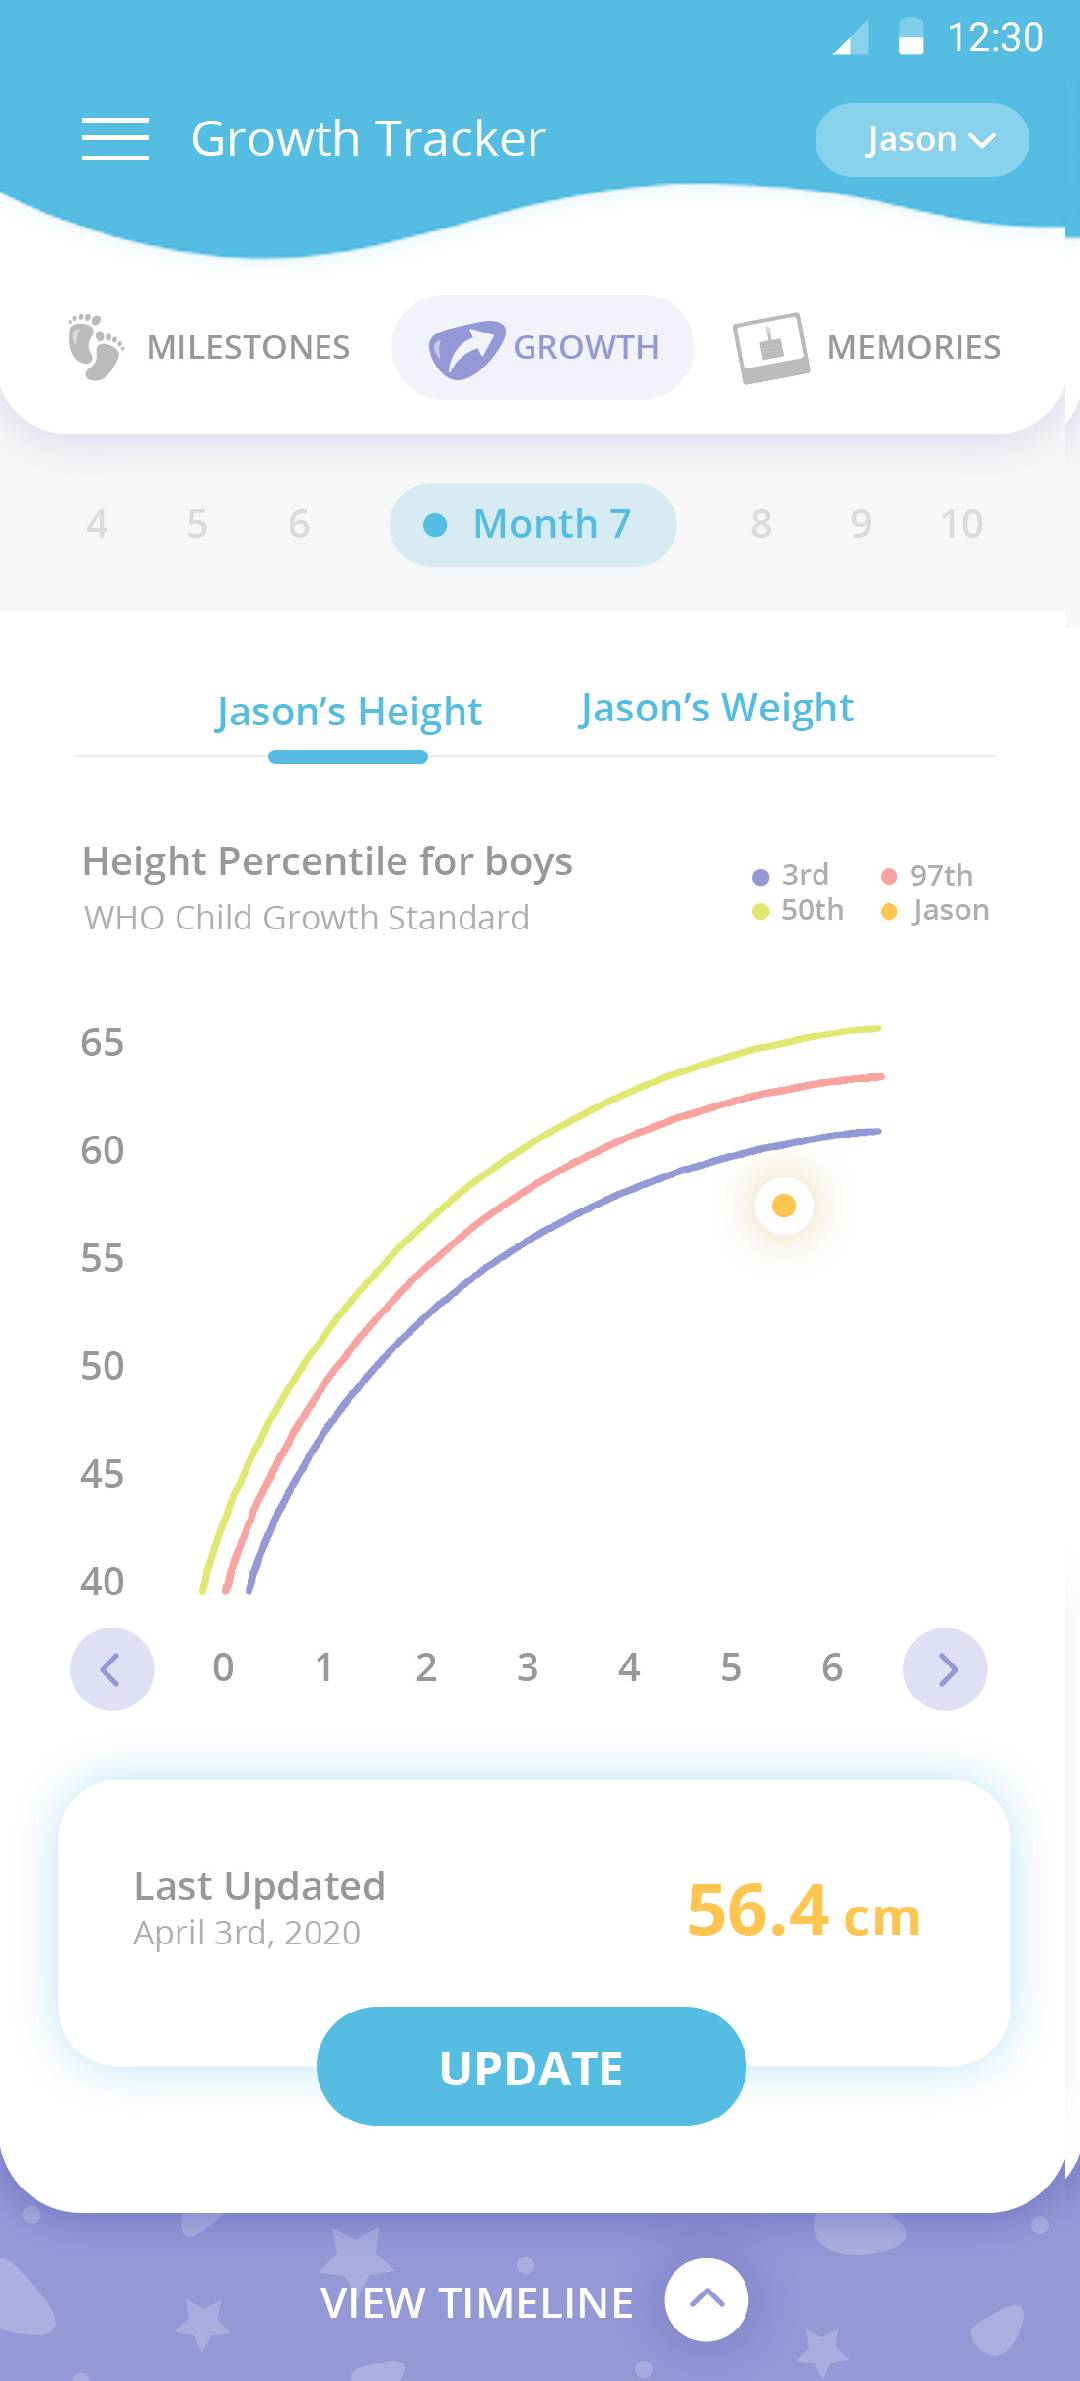 12:30
Growth Tracker
Jason
MILESTONES
GROWTH
MEMORIES
4 5 6 Month 7 8 9 10
Jason’s Height
Jason’s Weight
Height Percentile for boys
WHO Child Growth Standard
3rd
97th
50th
Jason
65
60
55
50
45
40
0 1 2 3 4 5 6
Last Updated
April 3rd, 2020
56.4 cm
UPDATE
VIEW TIMELINE